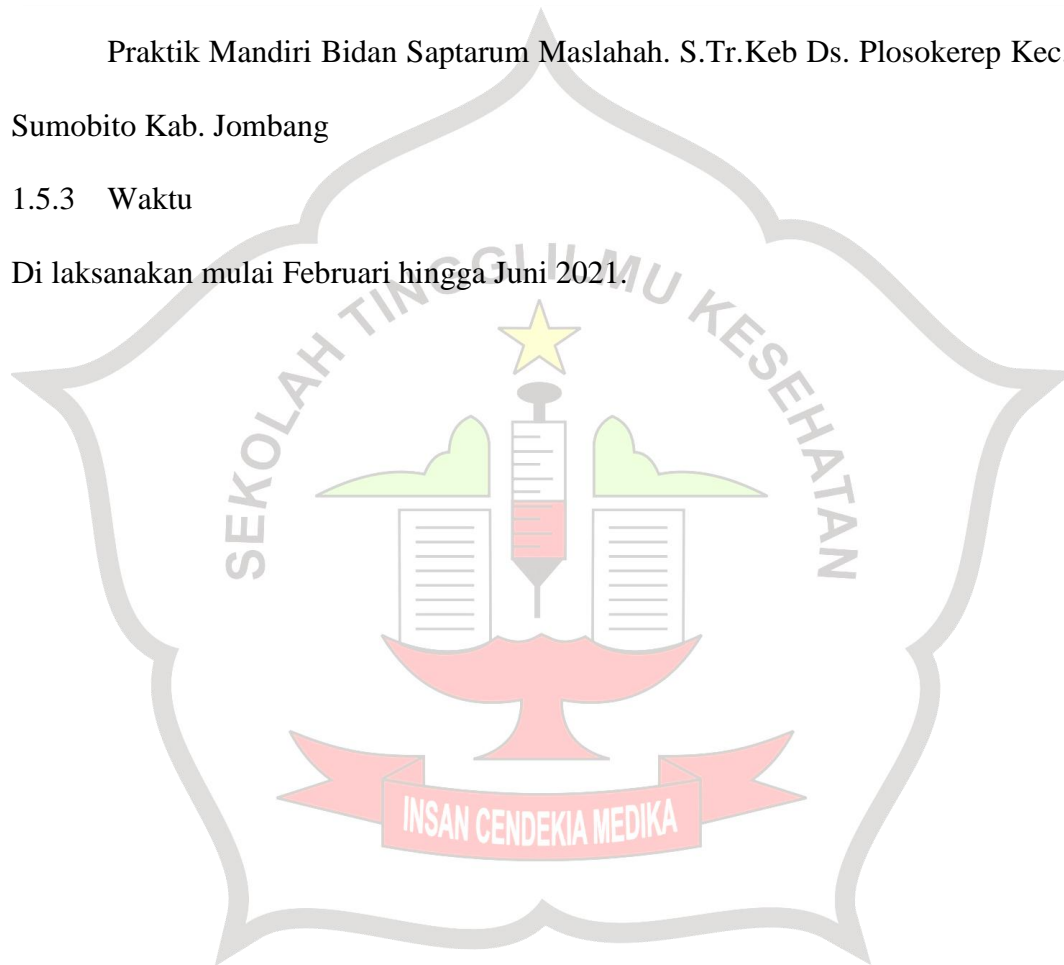 Praktik Mandiri Bidan Saptarum Maslahah. S.Tr.Keb Ds. Plosokerep Kec
Sumobito Kab. Jombang
1.5.3 Waktu
Di laksanakan mulai Februari hingga Juni 2021.
SEKOLAH TINGGI ILMU KESEHATAN
INSAN CENDEKIA MEDIKA